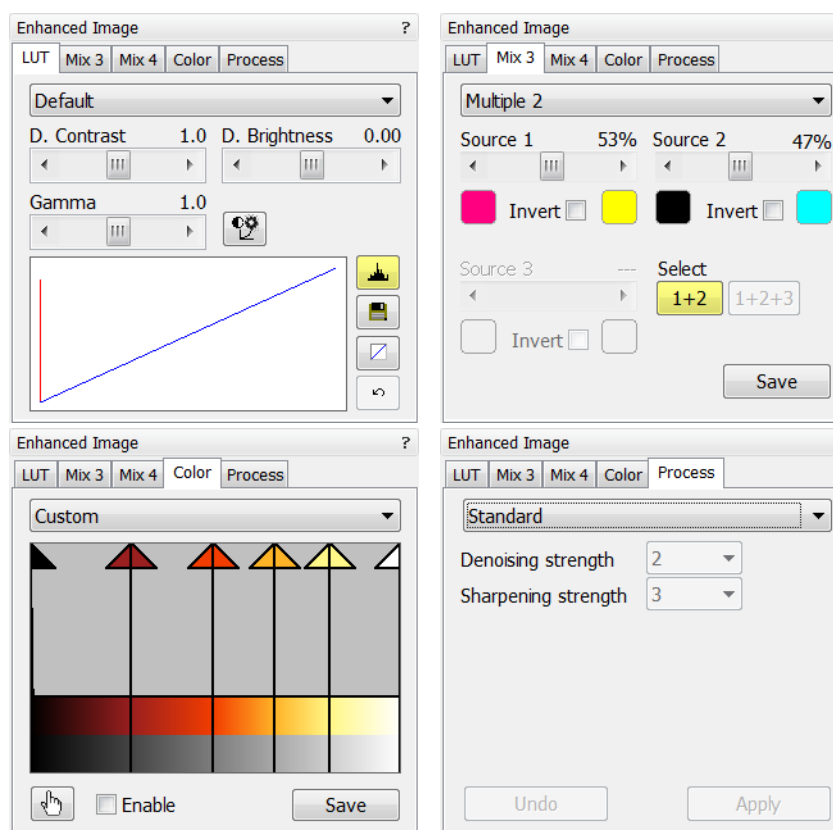 Enhanced Image ?
LUT Mix 3 Mix 4 Color Process
Default
D. Contrast 1.0 D. Brightness 0.00
Gamma 1.0
Enhanced Image
LUT Mix 3 Mix 4 Color Process
Multiple 2
Source 1 53% Source 2 47%
Invert Invert
Source 3 --- Select
1+2 1+2+3
Invert
Save
Enhanced Image ?
LUT Mix 3 Mix 4 Color Process
Custom
Enable Save
Enhanced Image
LUT Mix 3 Mix 4 Color Process
Standard
Denoising strength 2
Sharpening strength 3
Undo Apply